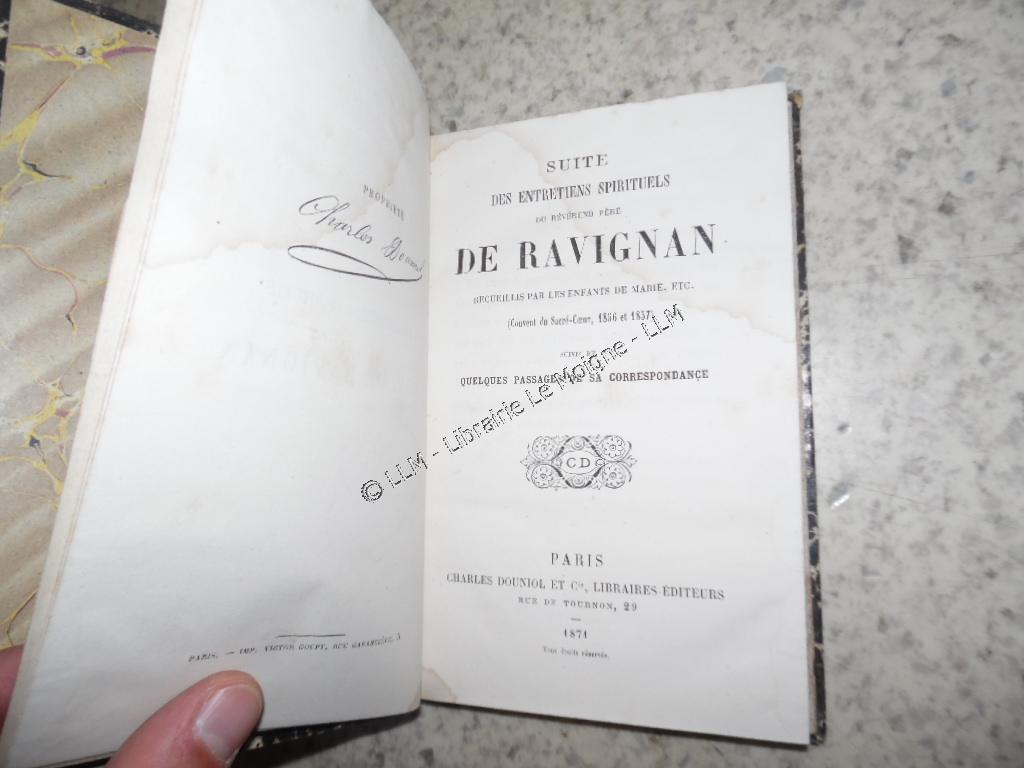 PROPRIÉTÉ
Charles Douniol
PARIS. — IMP. VICTOR GOUPY, RUE GARANCIÈRE, 5
SUITE
DES ENTRETIENS SPIRITUELS
DU RÉVÉREND PÈRE
DE RAVIGNAN
RECUEILLIS PAR LES ENFANTS DE MARIE, ETC.
(Couvent du Sacré-Cœur, 1856 et 1857)
SUIVIS DE
QUELQUES PASSAGES DE SA CORRESPONDANCE
CD
PARIS
CHARLES DOUNIOL ET Cie, LIBRAIRES-ÉDITEURS
RUE DE TOURNON, 29
1871
Tous droits réservés.
© LLM - Librairie Le Moigne - LLM